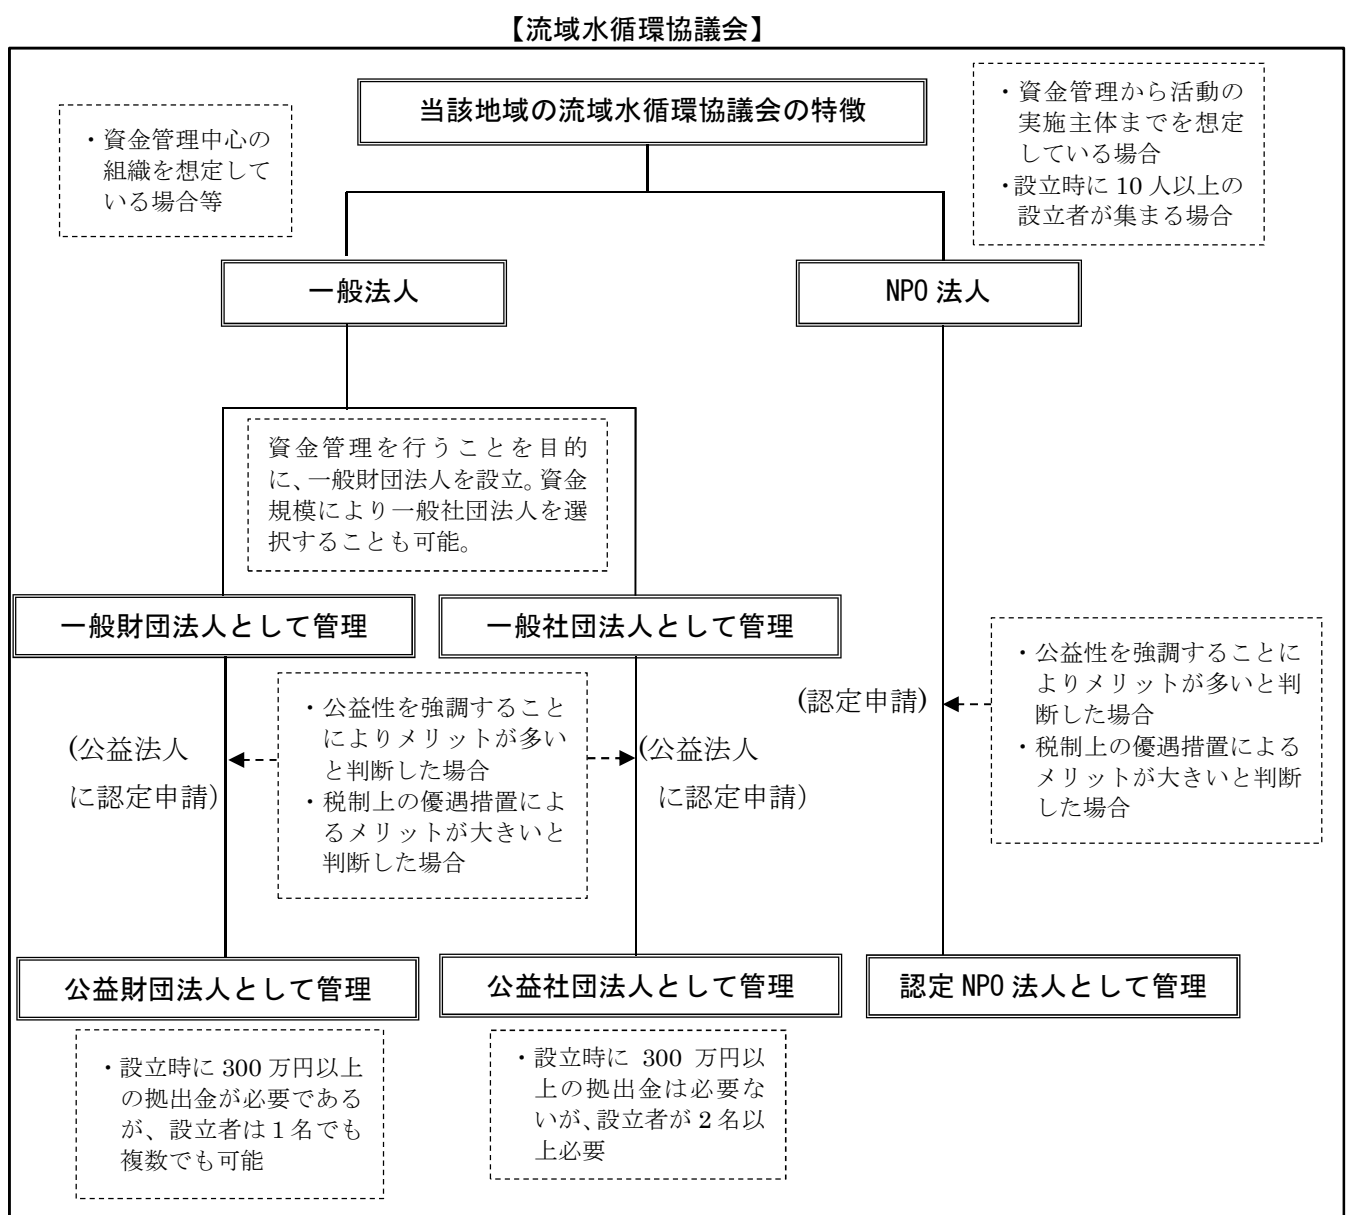 【流域水循環協議会】
当該地域の流域水循環協議会の特徴
・資金管理中心の
組織を想定して
いる場合等
・資金管理から活動の
実施主体までを想定
している場合
・設立時に 10 人以上の
設立者が集まる場合
一般法人
NPO 法人
資金管理を行うことを目的
に、一般財団法人を設立。資金
規模により一般社団法人を選
択することも可能。
一般財団法人として管理
一般社団法人として管理
・公益性を強調すること
によりメリットが多い
と判断した場合
・税制上の優遇措置によ
るメリットが大きいと
判断した場合
(公益法人
に認定申請)
(公益法人
に認定申請)
(認定申請)
・公益性を強調することに
よりメリットが多いと判
断した場合
・税制上の優遇措置による
メリットが大きいと判断
した場合
公益財団法人として管理
公益社団法人として管理
認定 NPO 法人として管理
・設立時に 300 万円以上
の拠出金が必要である
が、設立者は 1 名でも
複数でも可能
・設立時に 300 万円以
上の拠出金は必要な
いが、設立者が 2 名以
上必要